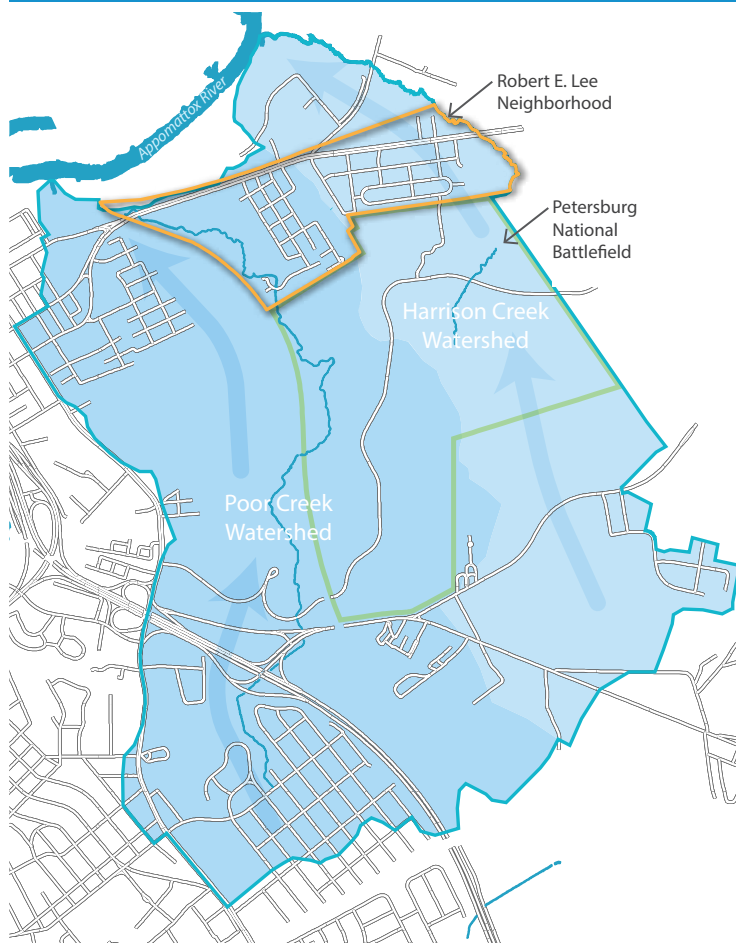 Appomattox River
Robert E. Lee
Neighborhood
Petersburg
National
Battlefield
Harrison Creek
Watershed
Poor Creek
Watershed